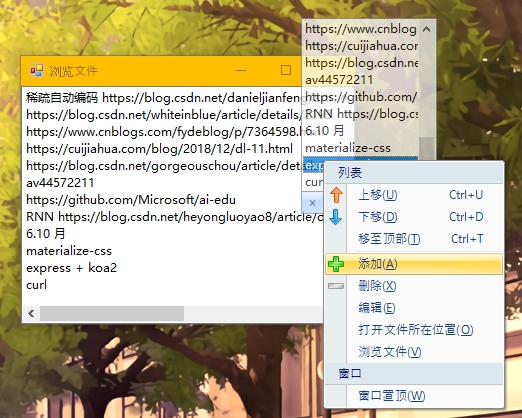 浏览文件
稀疏自动编码 https://blog.csdn.net/danieljianfeng
https://blog.csdn.net/whiteinblue/article/details/
https://www.cnblogs.com/fydeblog/p/7364598.h
https://cuijiahua.com/blog/2018/12/dl-11.html
https://blog.csdn.net/gorgeouschou/article/deta
av44572211
https://github.com/Microsoft/ai-edu
RNN https://blog.csdn.net/heyongluoyao8/article/d
6.10 月
materialize-css
express + koa2
curl
https://www.cnblog
https://cuijiahua.cor
https://blog.csdn.ne
av44572211
https://github.com/
RNN https://blog.cs
6.10 月
materialize-css
exp
curl
列表
上移(U) Ctrl+U
下移(D) Ctrl+D
移至顶部(T) Ctrl+T
添加(A)
删除(X)
编辑(E)
打开文件所在位置(O)
浏览文件(V)
窗口
窗口置顶(W)